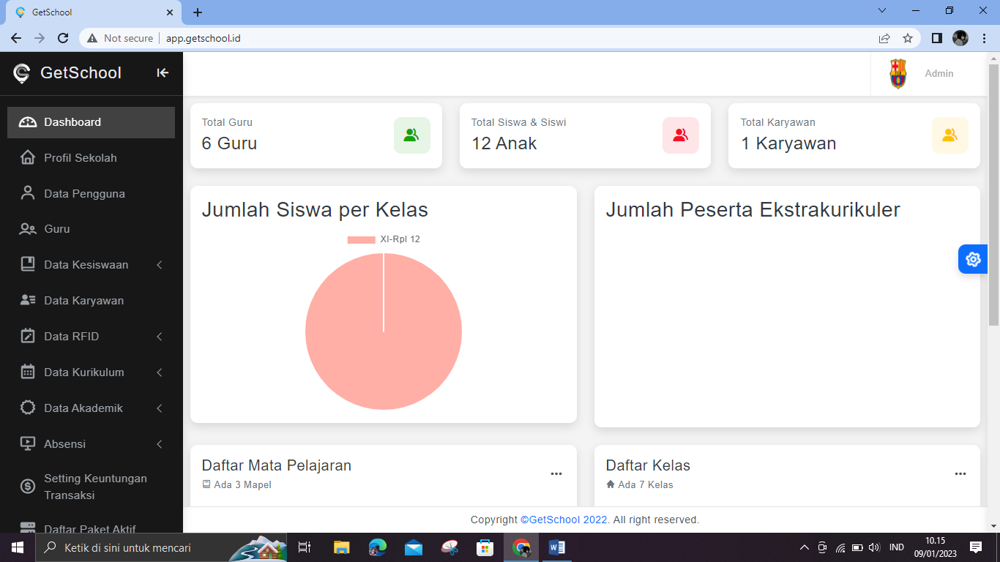 GetSchool
Not secure
app.getschool.id
GetSchool
Admin
Dashboard
Profil Sekolah
Data Pengguna
Guru
Data Kesiswaan
Data Karyawan
Data RFID
Data Kurikulum
Data Akademik
Absensi
Setting Keuntungan
Transaksi
Daftar Paket Aktif
Total Guru
6 Guru
Total Siswa & Siswi
12 Anak
Total Karyawan
1 Karyawan
Jumlah Siswa per Kelas
XI-Rpl 12
Jumlah Peserta Ekstrakurikuler
Daftar Mata Pelajaran
Ada 3 Mapel
Daftar Kelas
Ada 7 Kelas
Copyright ©GetSchool 2022. All right reserved.
Ketik di sini untuk mencari
IND
10.15
09/01/2023